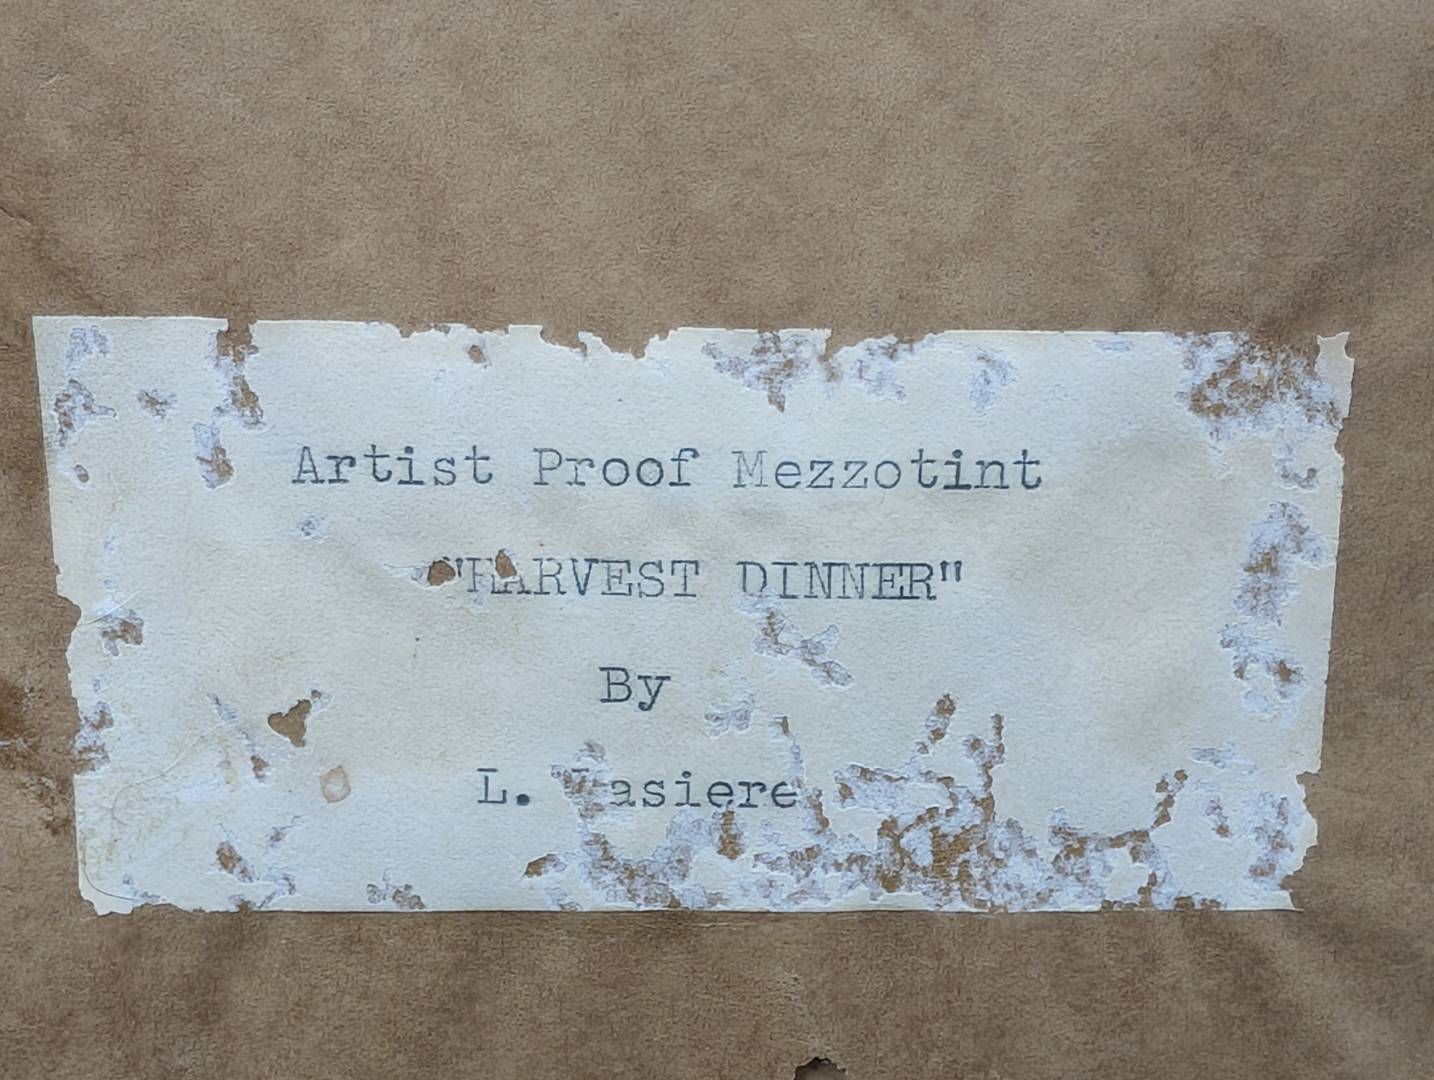 Artist Proof Mezzotint
"HARVEST DINNER"
By
L.